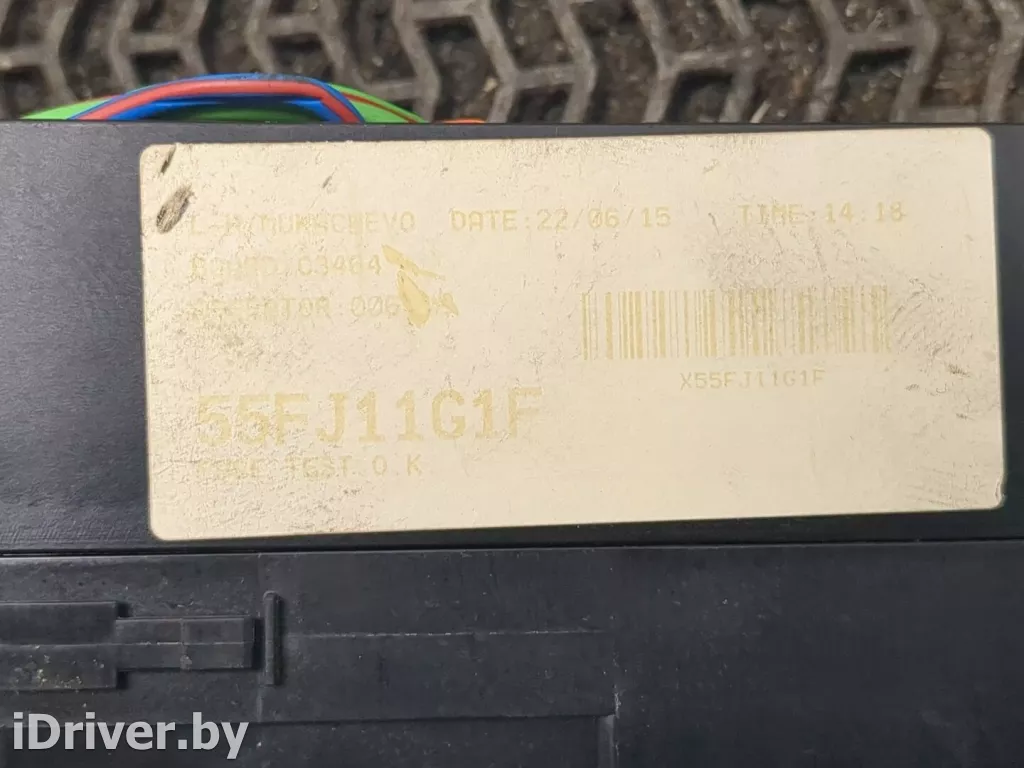 DATE:22/06/15 TIME:14:18
03464
55FJ11G1F
X55FJ11G1F
TEST O.K
iDriver.by